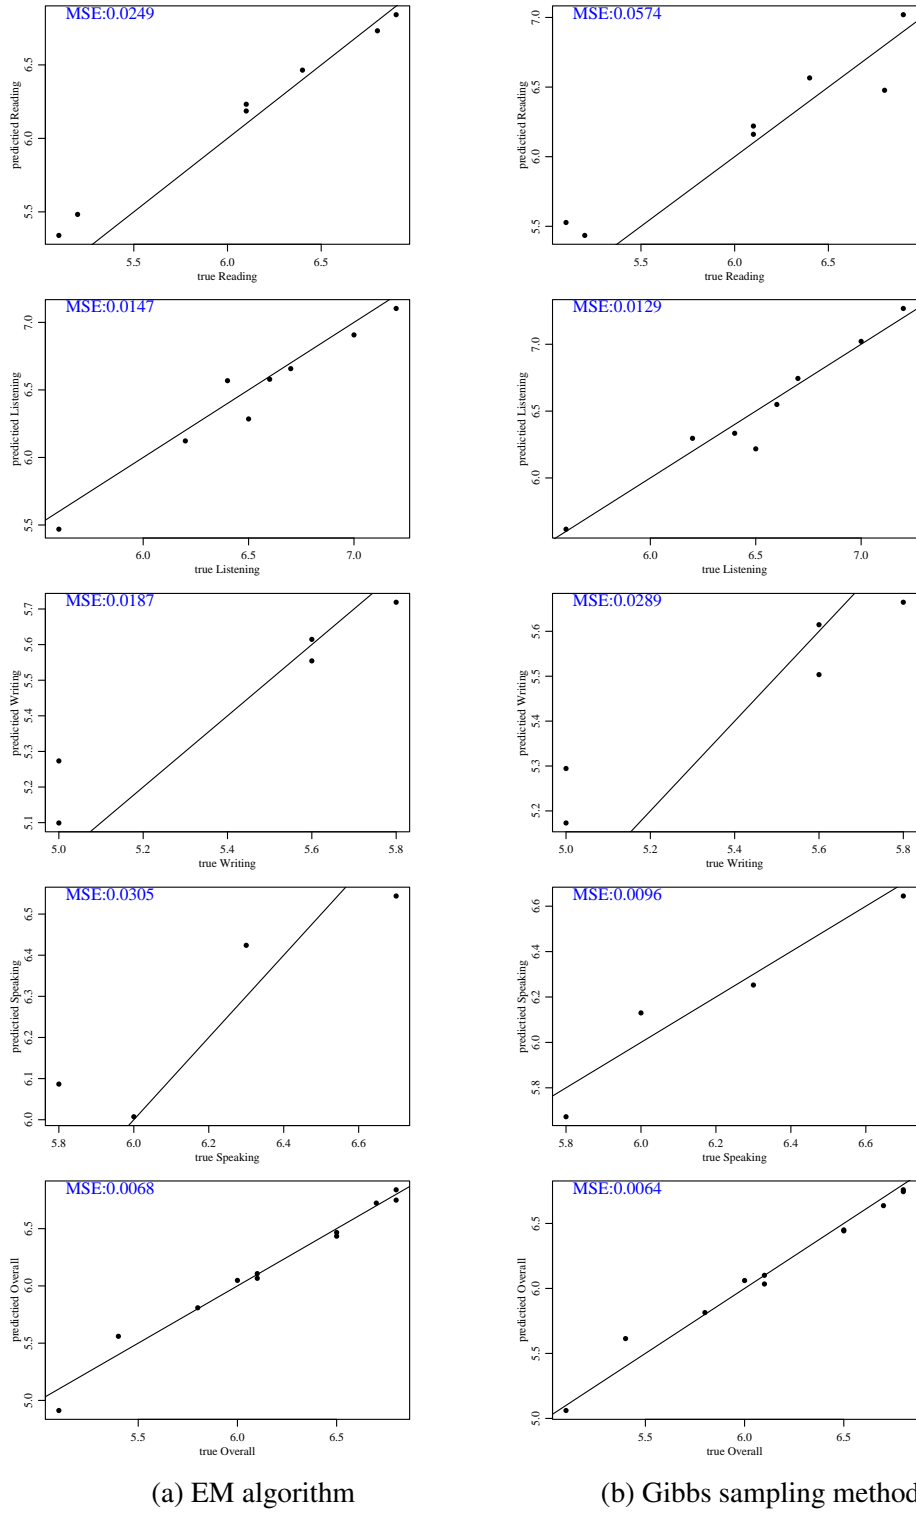 MSE:0.0249
predictied Reading
5.5 6.0 6.5
5.5 6.0 6.5
true Reading
MSE:0.0574
predictied Reading
5.5 6.0 6.5 7.0
5.5 6.0 6.5
true Reading
MSE:0.0147
predictied Listening
5.5 6.0 6.5 7.0
6.0 6.5 7.0
true Listening
MSE:0.0129
predictied Listening
6.0 6.5 7.0
6.0 6.5 7.0
true Listening
MSE:0.0187
predictied Writing
5.1 5.2 5.3 5.4 5.5 5.6 5.7
5.0 5.2 5.4 5.6 5.8
true Writing
MSE:0.0289
predictied Writing
5.2 5.3 5.4 5.5 5.6
5.0 5.2 5.4 5.6 5.8
true Writing
MSE:0.0305
predictied Speaking
6.0 6.1 6.2 6.3 6.4 6.5
5.8 6.0 6.2 6.4 6.6
true Speaking
MSE:0.0096
predictied Speaking
5.8 6.0 6.2 6.4 6.6
5.8 6.0 6.2 6.4 6.6
true Speaking
MSE:0.0068
predictied Overall
5.0 5.5 6.0 6.5
5.5 6.0 6.5
true Overall
MSE:0.0064
predictied Overall
5.0 5.5 6.0 6.5
5.5 6.0 6.5
true Overall
(a) EM algorithm
(b) Gibbs sampling method